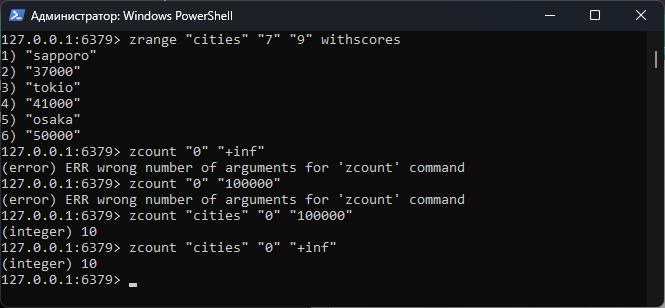 Администратор: Windows PowerShell
127.0.0.1:6379> zrange "cities" "7" "9" withscores
1) "sapporo"
2) "37000"
3) "tokio"
4) "41000"
5) "osaka"
6) "50000"
127.0.0.1:6379> zcount "0" "+inf"
(error) ERR wrong number of arguments for 'zcount' command
127.0.0.1:6379> zcount "0" "100000"
(error) ERR wrong number of arguments for 'zcount' command
127.0.0.1:6379> zcount "cities" "0" "100000"
(integer) 10
127.0.0.1:6379> zcount "cities" "0" "+inf"
(integer) 10
127.0.0.1:6379>